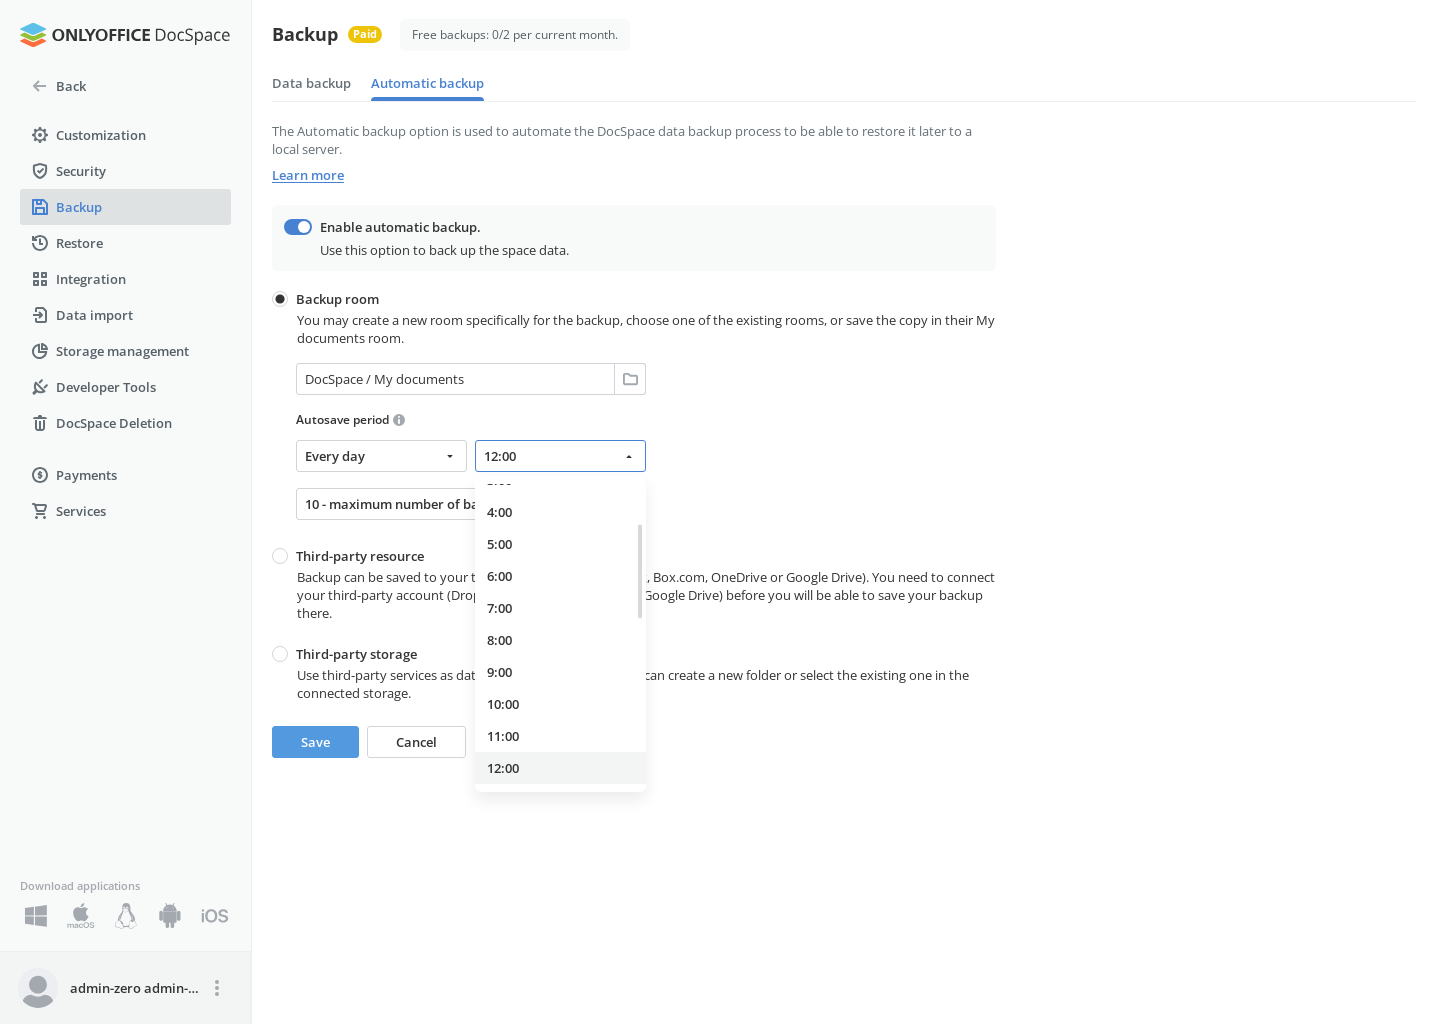 ONLYOFFICE DocSpace
Back
Customization
Security
Backup
Restore
Integration
Data import
Storage management
Developer Tools
DocSpace Deletion
Payments
Services
Download applications
macOS
iOS
admin-zero admin-...
Backup
Paid
Free backups: 0/2 per current month.
Data backup
Automatic backup
The Automatic backup option is used to automate the DocSpace data backup process to be able to restore it later to a
local server.
Learn more
Enable automatic backup.
Use this option to back up the space data.
Backup room
You may create a new room specifically for the backup, choose one of the existing rooms, or save the copy in their My
documents room.
DocSpace / My documents
Autosave period
Every day
12:00
10 - maximum number of ba
4:00
5:00
6:00
7:00
8:00
9:00
10:00
11:00
12:00
Third-party resource
Backup can be saved to your t , Box.com, OneDrive or Google Drive). You need to connect
your third-party account (Drop Google Drive) before you will be able to save your backup
there.
Third-party storage
Use third-party services as dat can create a new folder or select the existing one in the
connected storage.
Save
Cancel